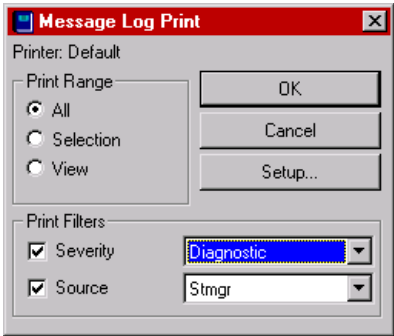 Message Log Print
Printer: Default
Print Range
All
Selection
View
OK
Cancel
Setup...
Print Filters
Severity
Diagnostic
Source
Stmgr